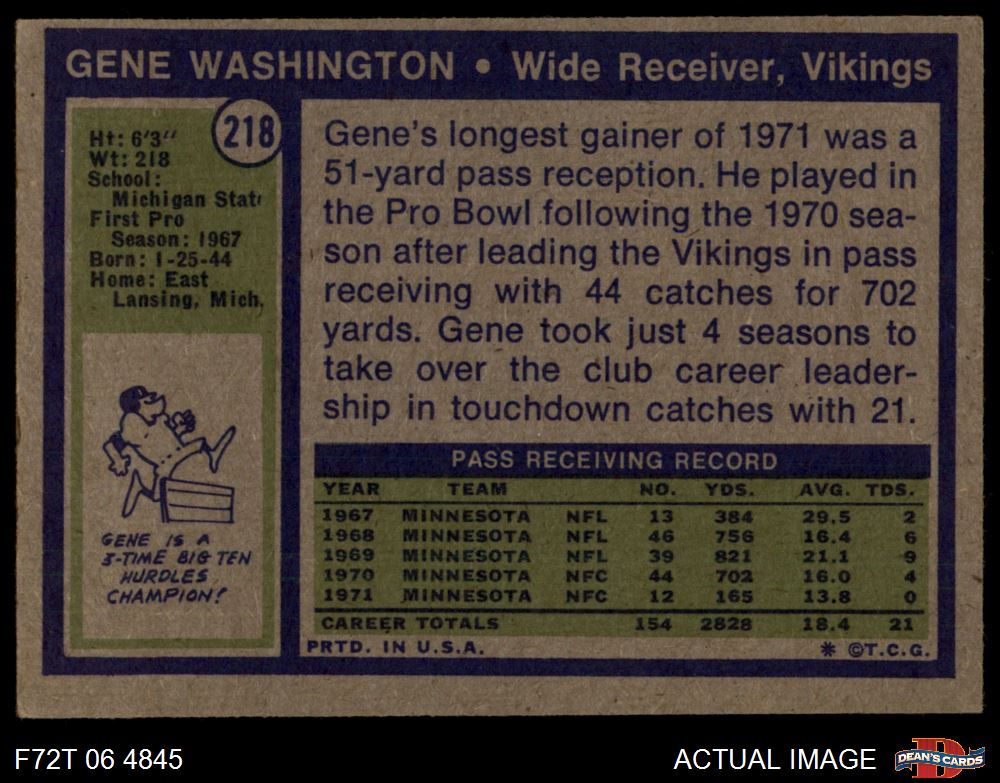 GENE WASHINGTON • Wide Receiver, Vikings
218
Ht: 6'3"
Wt: 218
School:
Michigan Stat
First Pro
Season: 1967
Born: 1-25-44
Home: East
Lansing, Mich.
GENE IS A
3-TIME BIG TEN
HURDLES
CHAMPION!
Gene's longest gainer of 1971 was a
51-yard pass reception. He played in
the Pro Bowl following the 1970 sea-
son after leading the Vikings in pass
receiving with 44 catches for 702
yards. Gene took just 4 seasons to
take over the club career leader-
ship in touchdown catches with 21.
PASS RECEIVING RECORD
YEAR TEAM NO. YDS. AVG. TDS.
1967 MINNESOTA NFL 13 384 29.5 2
1968 MINNESOTA NFL 46 756 16.4 6
1969 MINNESOTA NFL 39 821 21.1 9
1970 MINNESOTA NFC 44 702 16.0 4
1971 MINNESOTA NFC 12 165 13.8 0
CAREER TOTALS 154 2828 18.4 21
PRTD. IN U.S.A. * ©T.C.G.
F72T 06 4845 ACTUAL IMAGE
D
DEAN'S CARDS